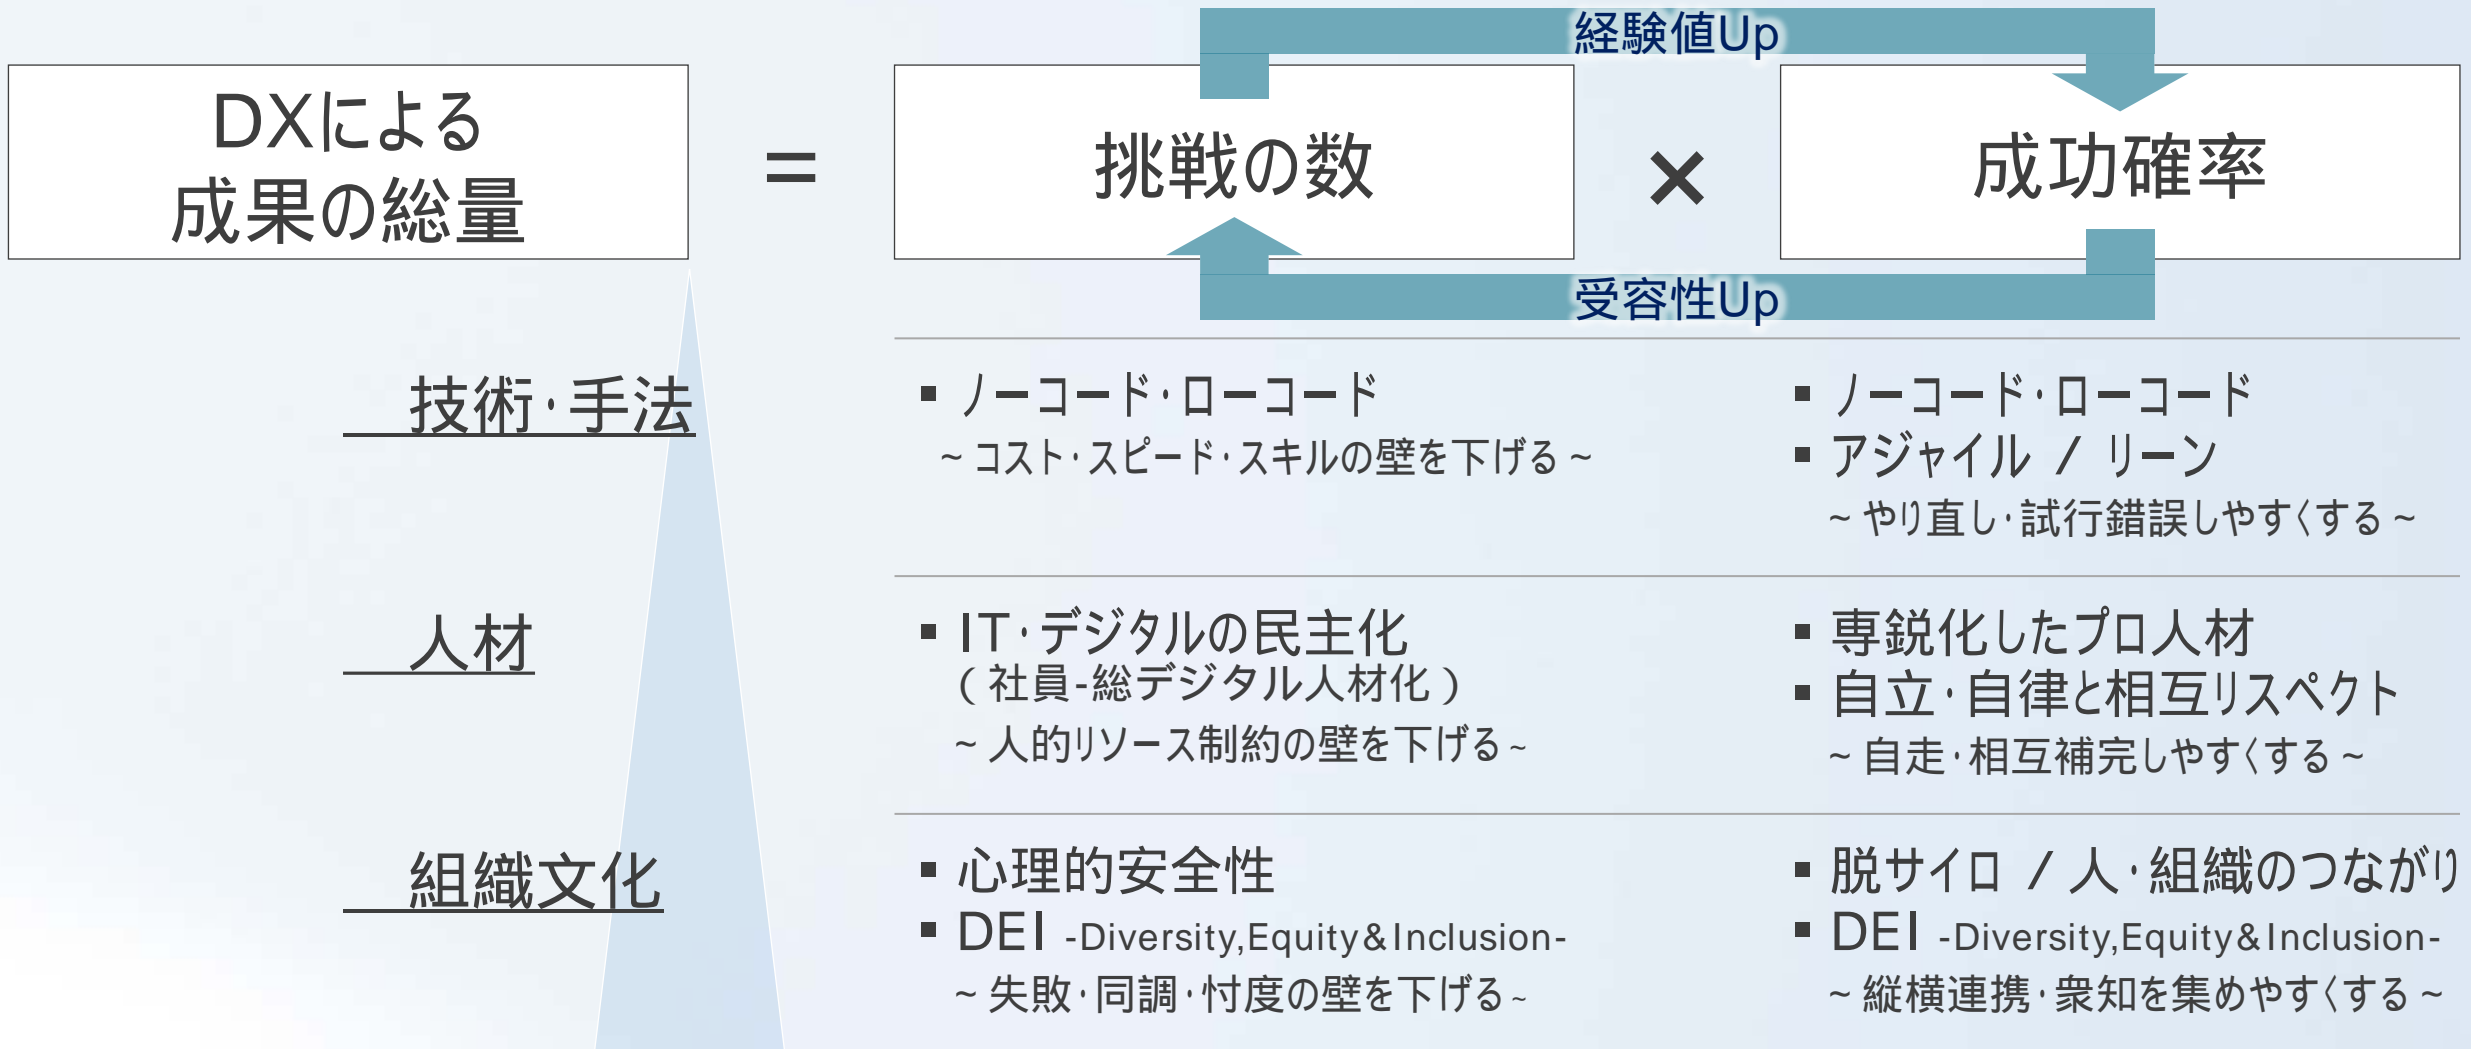 経験値Up
DXによる
成果の総量
=
挑戦の数
×
成功確率
受容性Up
技術・手法
▪ ノーコード・ローコード
~ コスト・スピード・スキルの壁を下げる ~
▪ ノーコード・ローコード
▪ アジャイル / リーン
~ やり直し・試行錯誤しやすくする ~
人材
▪ IT・デジタルの民主化
(社員-総デジタル人材化)
~ 人的リソース制約の壁を下げる ~
▪ 専鋭化したプロ人材
▪ 自立・自律と相互リスペクト
~ 自走・相互補完しやすくする ~
組織文化
▪ 心理的安全性
▪ DEI -Diversity,Equity&Inclusion-
~ 失敗・同調・忖度の壁を下げる ~
▪ 脱サイロ / 人・組織のつながり
▪ DEI -Diversity,Equity&Inclusion-
~ 縦横連携・衆知を集めやすくする ~